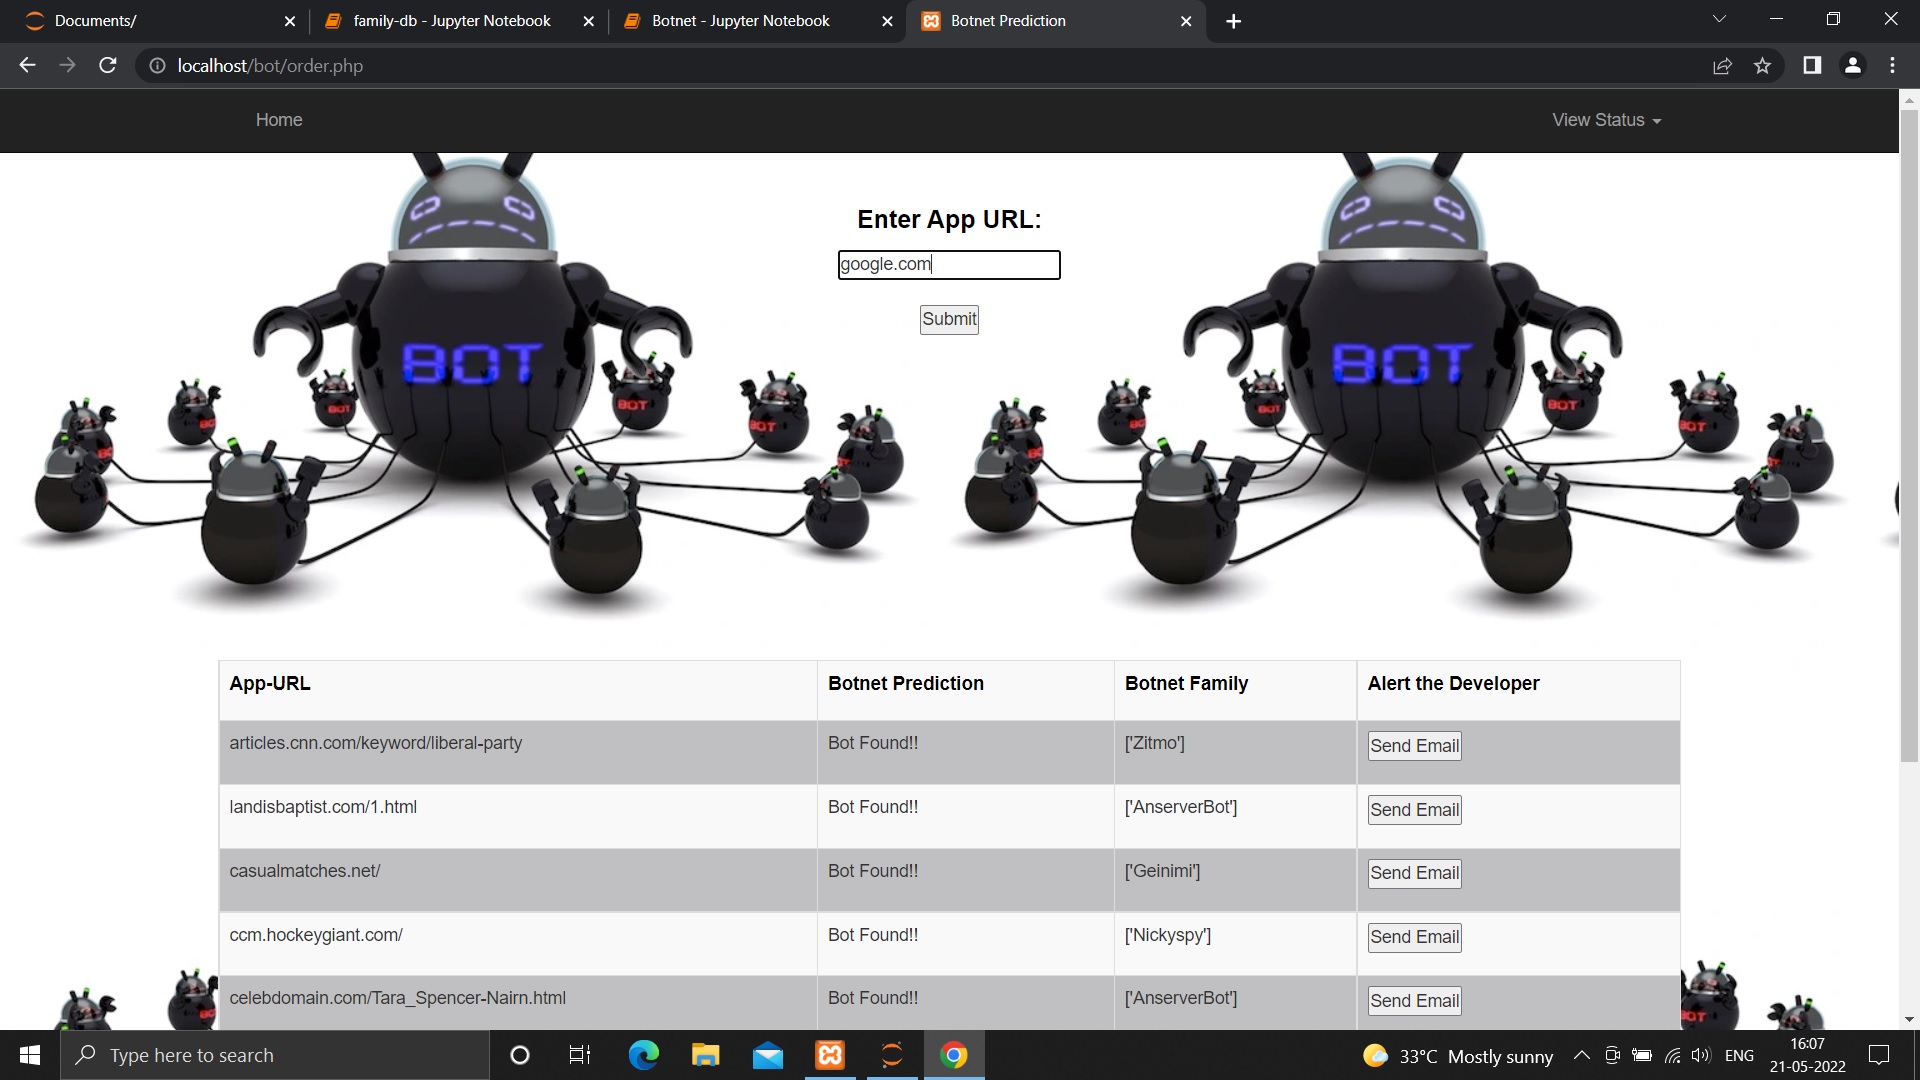 Documents/
family-db - Jupyter Notebook
Botnet - Jupyter Notebook
Botnet Prediction
localhost/bot/order.php
Home
View Status
Enter App URL:
google.com
Submit
BOT
BOT
BOT
BOT
BOT
BOT
BOT
BOT
App-URL Botnet Prediction Botnet Family Alert the Developer
articles.cnn.com/keyword/liberal-party Bot Found!! ['Zitmo'] Send Email
landisbaptist.com/1.html Bot Found!! ['AnserverBot'] Send Email
casualmatches.net/ Bot Found!! ['Geinimi'] Send Email
ccm.hockeygiant.com/ Bot Found!! ['Nickyspy'] Send Email
celebdomain.com/Tara_Spencer-Nairn.html Bot Found!! ['AnserverBot'] Send Email
Type here to search
33°C Mostly sunny
ENG
16:07
21-05-2022